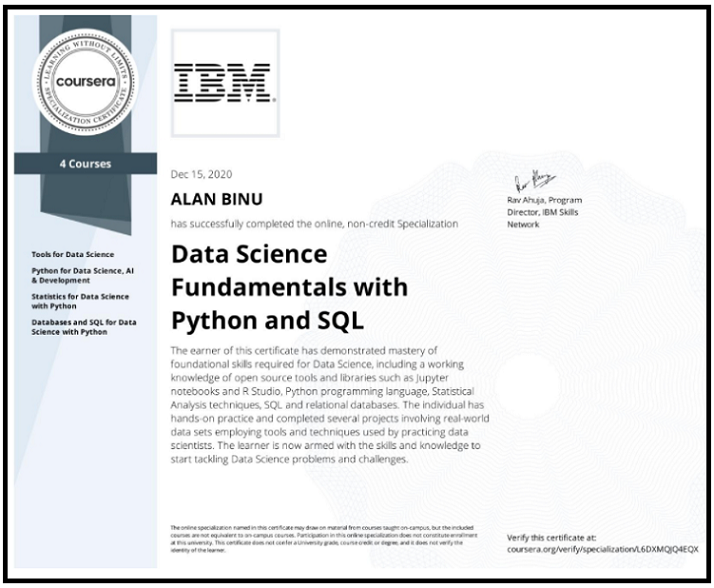 LEARNING WITHOUT LIMITS
coursera
SPECIALIZATION CERTIFICATE
4 Courses
Tools for Data Science
Python for Data Science, AI
& Development
Statistics for Data Science
with Python
Databases and SQL for Data
Science with Python
IBM
Dec 15, 2020
ALAN BINU
has successfully completed the online, non-credit Specialization
Data Science
Fundamentals with
Python and SQL
The earner of this certificate has demonstrated mastery of
foundational skills required for Data Science, including a working
knowledge of open source tools and libraries such as Jupyter
notebooks and R Studio, Python programming language, Statistical
Analysis techniques, SQL and relational databases. The individual has
hands-on practice and completed several projects involving real-world
data sets employing tools and techniques used by practicing data
scientists. The learner is now armed with the skills and knowledge to
start tackling Data Science problems and challenges.
Rav Ahuja, Program
Director, IBM Skills
Network
The online specialization named in this certificate may draw on material from courses taught on-campus, but the included
courses are not equivalent to on-campus courses. Participation in this online specialization does not constitute enrollment
at this university. This certificate does not confer a University grade, course credit or degree, and it does not verify the
identity of the learner.
Verify this certificate at:
coursera.org/verify/specialization/L6DXMQJQ4EQX